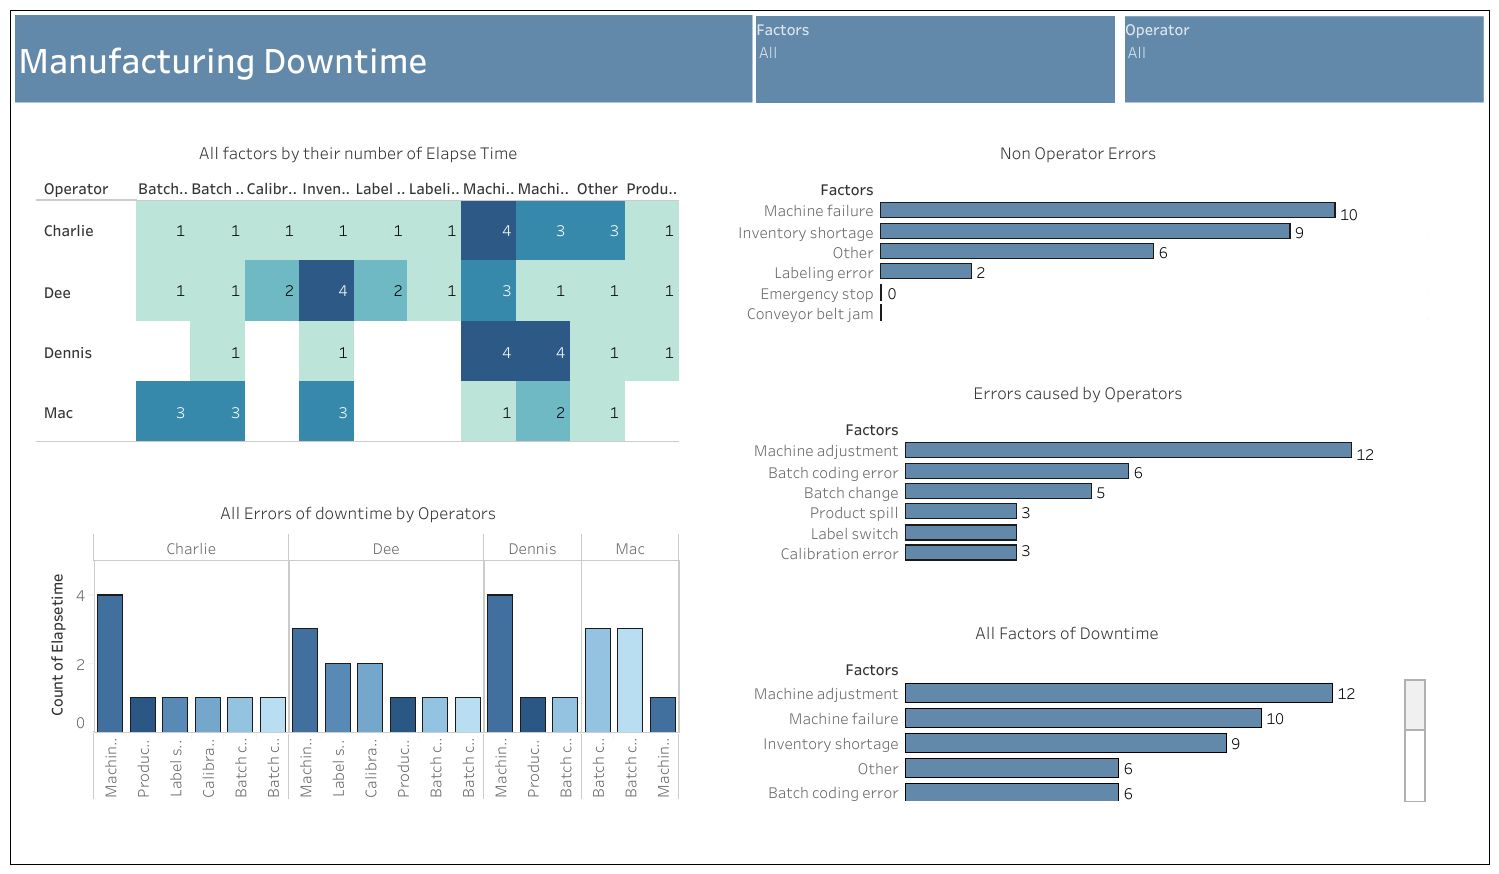 Manufacturing Downtime
Factors
All
Operator
All
All factors by their number of Elapse Time
Operator Batch.. Batch .. Calibr.. Inven.. Label .. Labeli.. Machi.. Machi.. Other Produ..
Charlie 1 1 1 1 1 1 4 3 3 1
Dee 1 1 2 4 2 1 3 1 1 1
Dennis 1 1 4 4 1 1
Mac 3 3 3 1 2 1
All Errors of downtime by Operators
Charlie Dee Dennis Mac
Count of Elapsetime
4
2
0
Machin.. Produc.. Label s.. Calibra.. Batch c.. Batch c.. Machin.. Label s.. Calibra.. Produc.. Batch c.. Batch c.. Machin.. Produc.. Batch c.. Batch c.. Batch c.. Machin..
Non Operator Errors
Factors
Machine failure 10
Inventory shortage 9
Other 6
Labeling error 2
Emergency stop 0
Conveyor belt jam
Errors caused by Operators
Factors
Machine adjustment 12
Batch coding error 6
Batch change 5
Product spill 3
Label switch
Calibration error 3
All Factors of Downtime
Factors
Machine adjustment 12
Machine failure 10
Inventory shortage 9
Other 6
Batch coding error 6